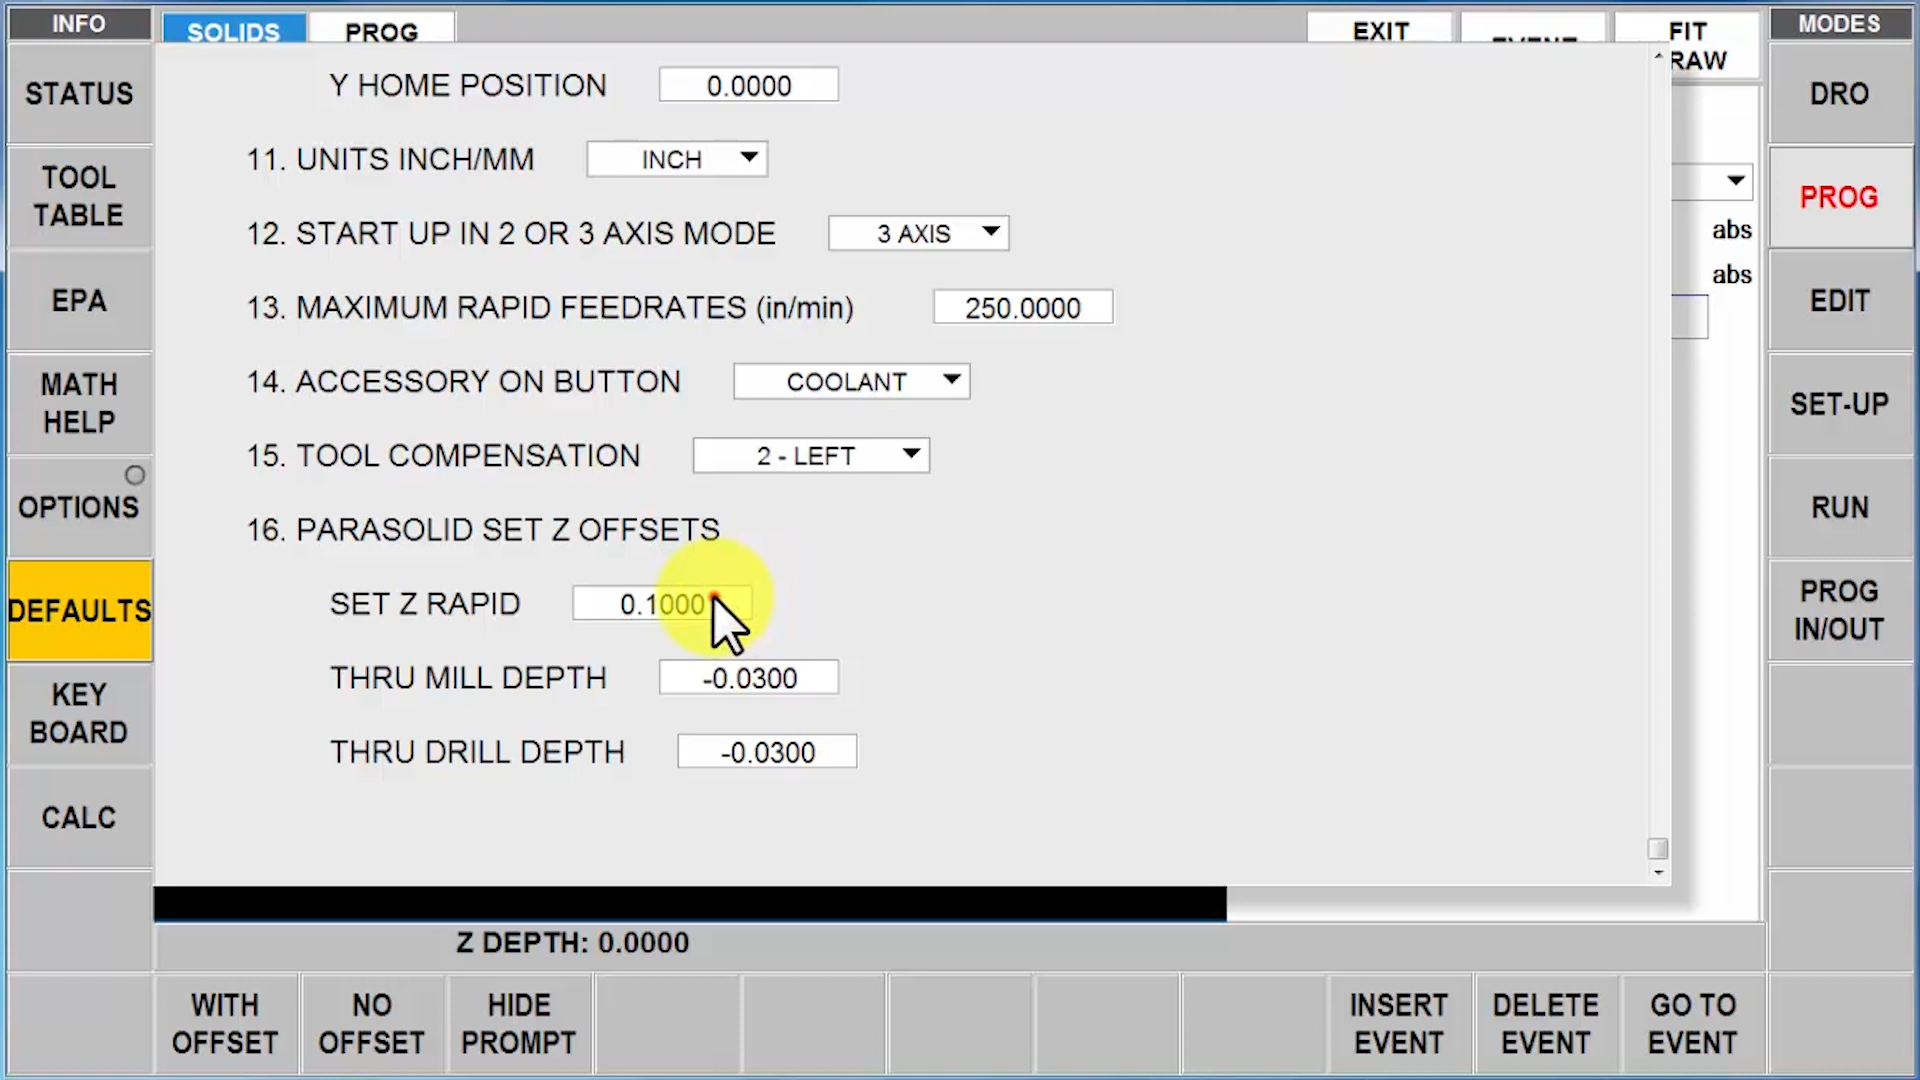 INFO
SOLIDS
PROG
EXIT
FIT
RAW
MODES
STATUS
TOOL
TABLE
EPA
MATH
HELP
OPTIONS
DEFAULTS
KEY
BOARD
CALC
Y HOME POSITION 0.0000
11. UNITS INCH/MM INCH
12. START UP IN 2 OR 3 AXIS MODE 3 AXIS
13. MAXIMUM RAPID FEEDRATES (in/min) 250.0000
14. ACCESSORY ON BUTTON COOLANT
15. TOOL COMPENSATION 2 - LEFT
16. PARASOLID SET Z OFFSETS
SET Z RAPID 0.1000
THRU MILL DEPTH -0.0300
THRU DRILL DEPTH -0.0300
abs
abs
DRO
PROG
EDIT
SET-UP
RUN
PROG
IN/OUT
Z DEPTH: 0.0000
WITH
OFFSET
NO
OFFSET
HIDE
PROMPT
INSERT
EVENT
DELETE
EVENT
GO TO
EVENT